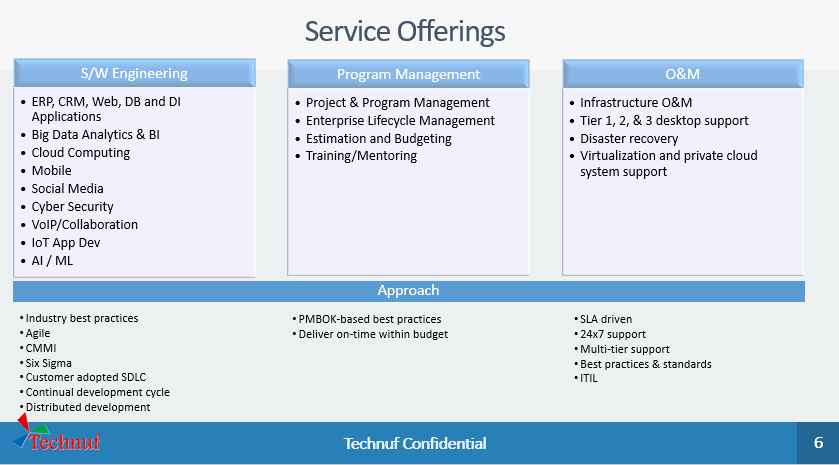 Service Offerings
S/W Engineering
• ERP, CRM, Web, DB and DI
Applications
• Big Data Analytics & BI
• Cloud Computing
• Mobile
• Social Media
• Cyber Security
• VoIP/Collaboration
• IoT App Dev
• AI / ML
Program Management
• Project & Program Management
• Enterprise Lifecycle Management
• Estimation and Budgeting
• Training/Mentoring
O&M
• Infrastructure O&M
• Tier 1, 2, & 3 desktop support
• Disaster recovery
• Virtualization and private cloud
system support
Approach
• Industry best practices
• Agile
• CMMI
• Six Sigma
• Customer adopted SDLC
• Continual development cycle
• Distributed development
• PMBOK-based best practices
• Deliver on-time within budget
• SLA driven
• 24x7 support
• Multi-tier support
• Best practices & standards
• ITIL
Technuf
Technuf Confidential
6